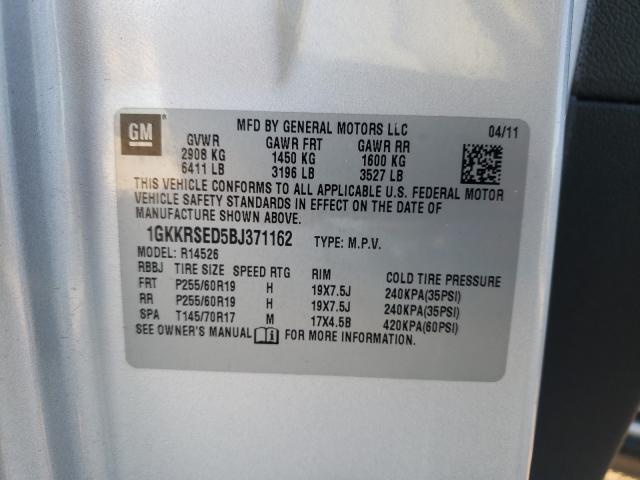 GM ®
MFD BY GENERAL MOTORS LLC 04/11
GVWR GAWR FRT GAWR RR
2908 KG 1450 KG 1600 KG
6411 LB 3196 LB 3527 LB
THIS VEHICLE CONFORMS TO ALL APPLICABLE U.S. FEDERAL MOTOR
VEHICLE SAFETY STANDARDS IN EFFECT ON THE DATE OF
MANUFACTURE SHOWN ABOVE.
1GKKRSED5BJ371162 TYPE: M.P.V.
MODEL: R14526
RBBJ TIRE SIZE SPEED RTG RIM COLD TIRE PRESSURE
FRT P255/60R19 H 19X7.5J 240KPA(35PSI)
RR P255/60R19 H 19X7.5J 240KPA(35PSI)
SPA T145/70R17 M 17X4.5B 420KPA(60PSI)
SEE OWNER'S MANUAL FOR MORE INFORMATION.